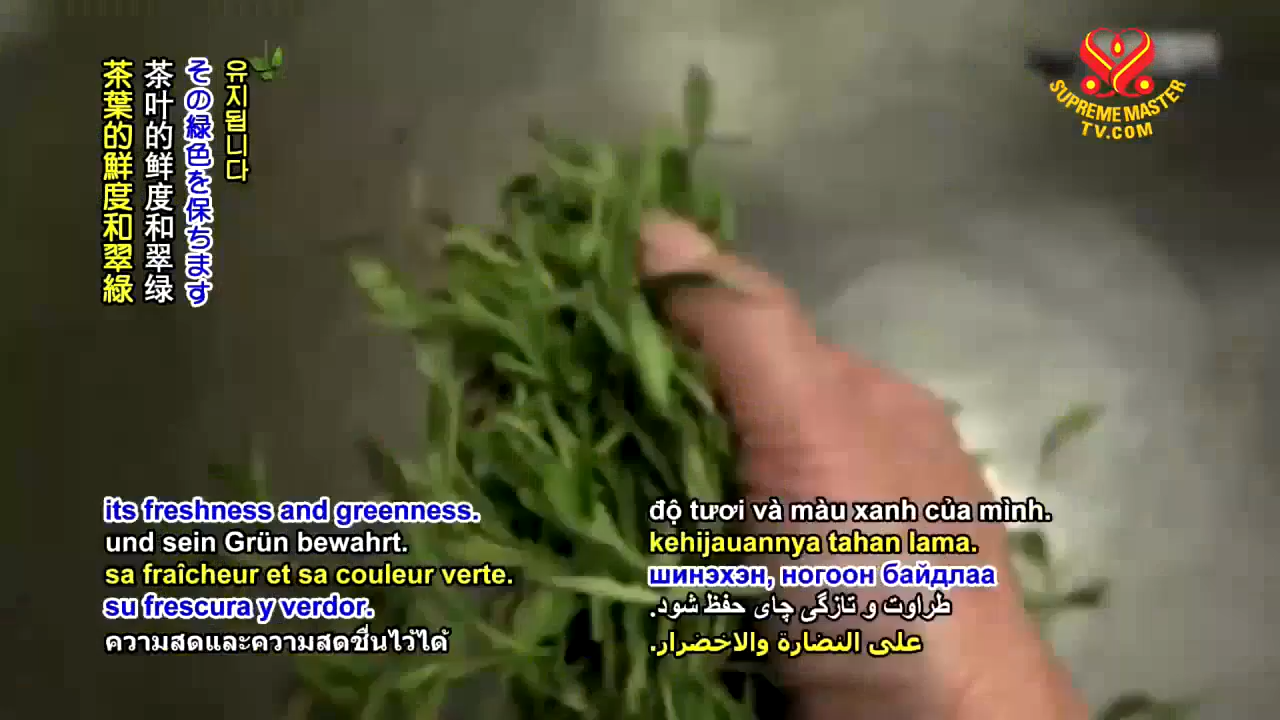 유지됩니다
その緑色を保ちます
茶叶的鲜度和翠绿
茶葉的鮮度和翠綠
SUPREME MASTER
TV.COM
its freshness and greenness.
und sein Grün bewahrt.
sa fraîcheur et sa couleur verte.
su frescura y verdor.
ความสดและความสดชื่นไว้ได้
độ tươi và màu xanh của mình.
kehijauannya tahan lama.
шинэхэн, ногоон байдлаа
طراوت و تازگی چای حفظ شود.
على النضارة والاخضرار.